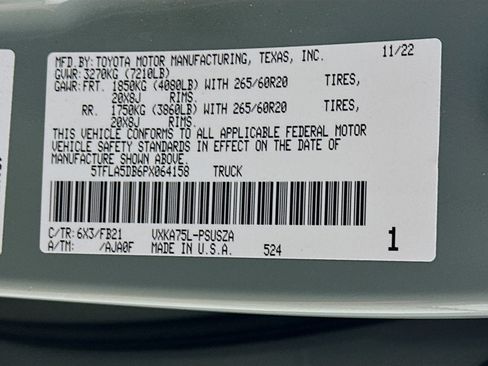 MFD.BY:TOYOTA MOTOR MANUFACTURING, TEXAS, INC. 11/22
GVWR:3270KG (7210LB)
GAWR:FRT. 1850KG (4080LB) WITH 265/60R20 TIRES,
20X8J RIMS.
RR. 1750KG (3860LB) WITH 265/60R20 TIRES,
20X8J RIMS.
THIS VEHICLE CONFORMS TO ALL APPLICABLE FEDERAL MOTOR
VEHICLE SAFETY STANDARDS IN EFFECT ON THE DATE OF
MANUFACTURE SHOWN ABOVE.
5TFLA5DB6PX064158 TRUCK
C/TR:6X3/FB21 VXKA75L-PSUSZA
A/TM: /AJA0F MADE IN U.S.A. 524 1